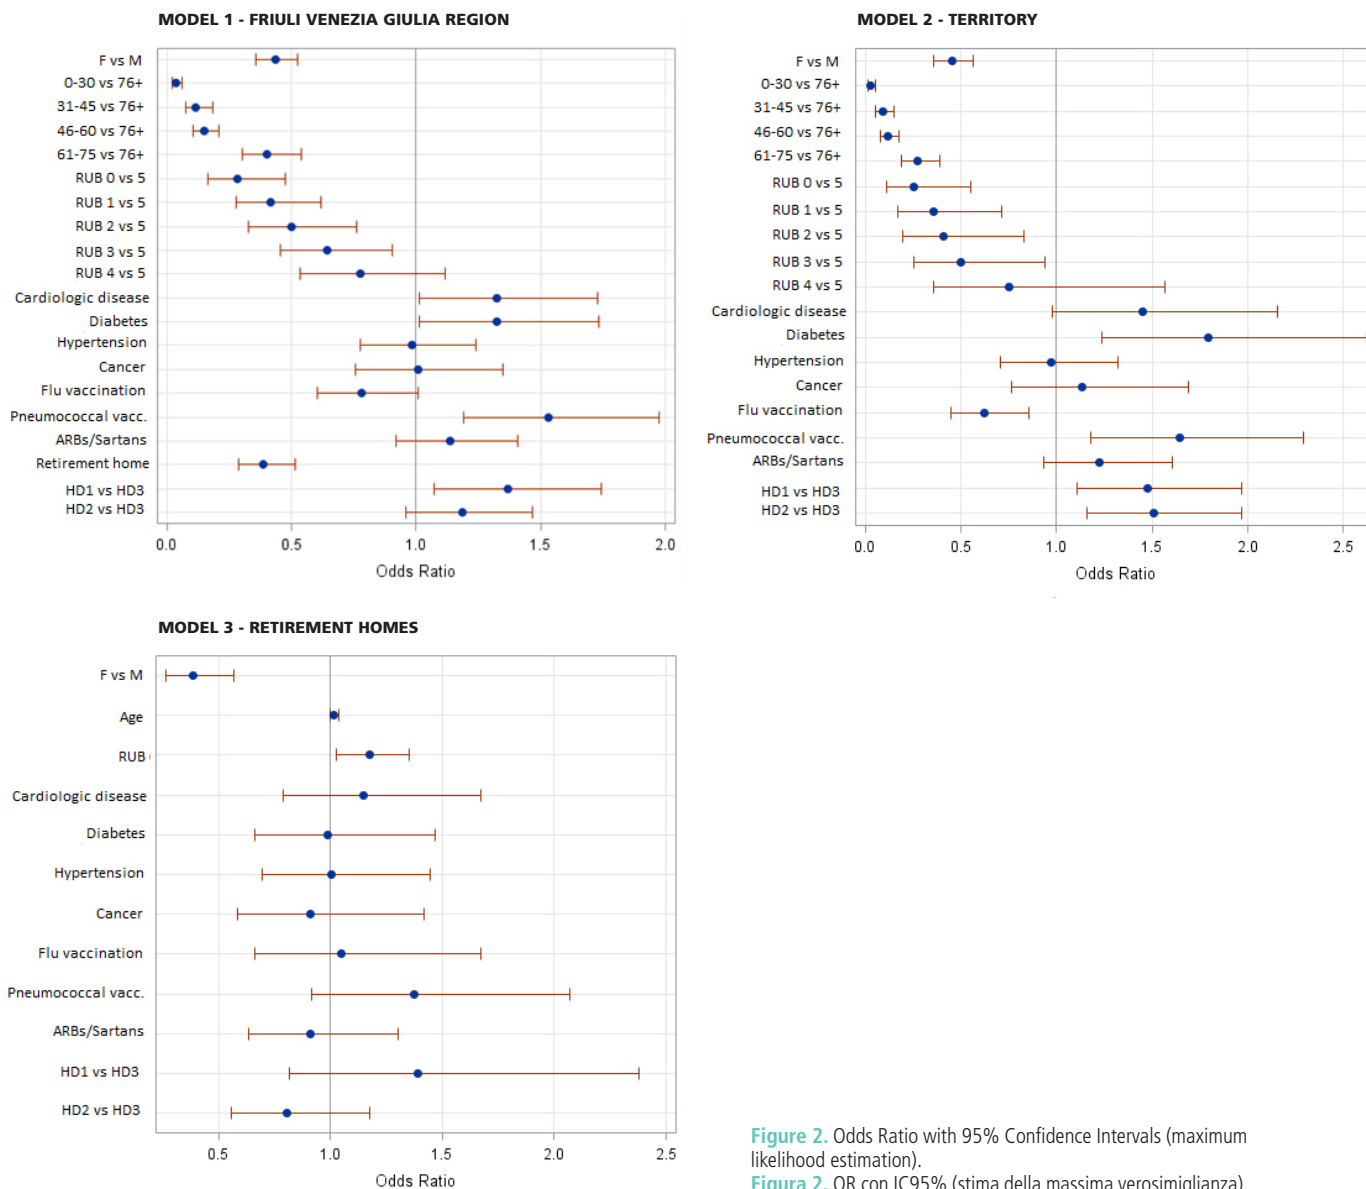 MODEL 1 - FRIULI VENEZIA GIULIA REGION
F vs M
0-30 vs 76+
31-45 vs 76+
46-60 vs 76+
61-75 vs 76+
RUB 0 vs 5
RUB 1 vs 5
RUB 2 vs 5
RUB 3 vs 5
RUB 4 vs 5
Cardiologic disease
Diabetes
Hypertension
Cancer
Flu vaccination
Pneumococcal vacc.
ARBs/Sartans
Retirement home
HD1 vs HD3
HD2 vs HD3
0.0 0.5 1.0 1.5 2.0
Odds Ratio
MODEL 2 - TERRITORY
F vs M
0-30 vs 76+
31-45 vs 76+
46-60 vs 76+
61-75 vs 76+
RUB 0 vs 5
RUB 1 vs 5
RUB 2 vs 5
RUB 3 vs 5
RUB 4 vs 5
Cardiologic disease
Diabetes
Hypertension
Cancer
Flu vaccination
Pneumococcal vacc.
ARBs/Sartans
HD1 vs HD3
HD2 vs HD3
0.0 0.5 1.0 1.5 2.0 2.5
Odds Ratio
MODEL 3 - RETIREMENT HOMES
F vs M
Age
RUB
Cardiologic disease
Diabetes
Hypertension
Cancer
Flu vaccination
Pneumococcal vacc.
ARBs/Sartans
HD1 vs HD3
HD2 vs HD3
0.5 1.0 1.5 2.0 2.5
Odds Ratio
Figure 2. Odds Ratio with 95% Confidence Intervals (maximum
likelihood estimation).
Figura 2. OR con IC95% (stima della massima verosimiglianza).